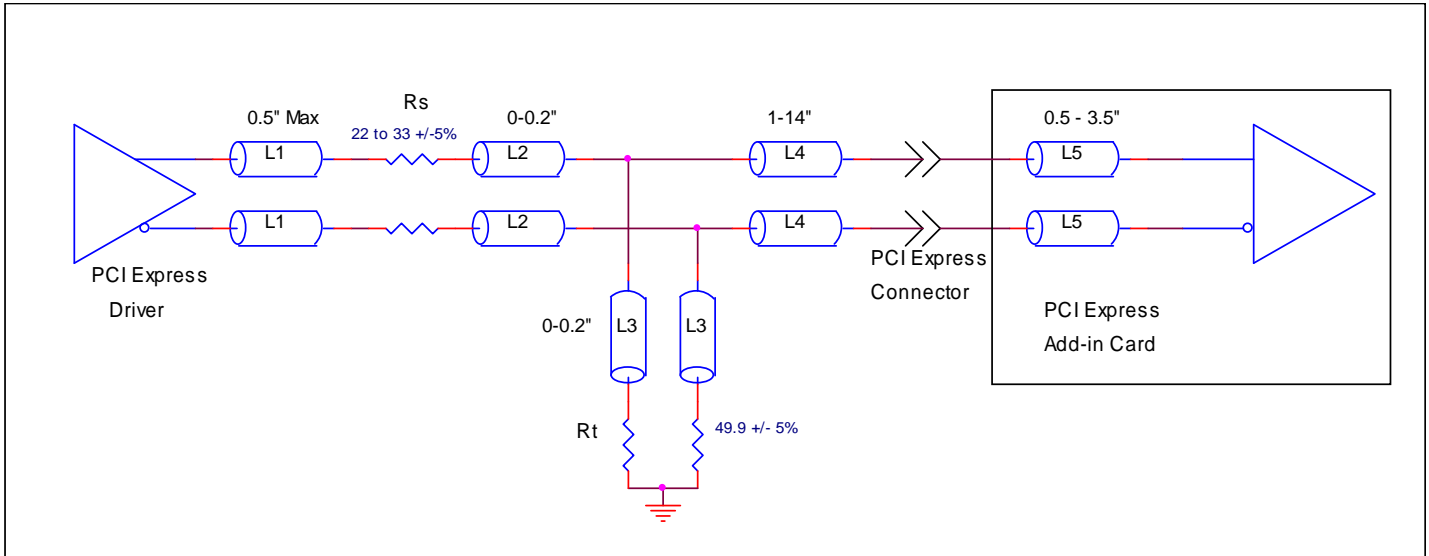 Rs
0.5" Max
22 to 33 +/-5%
0-0.2"
1-14"
0.5 - 3.5"
L1
L2
L4
L5
L1
L2
L4
L5
PCI Express
Driver
PCI Express
Connector
PCI Express
Add-in Card
0-0.2"
L3
L3
Rt
49.9 +/- 5%